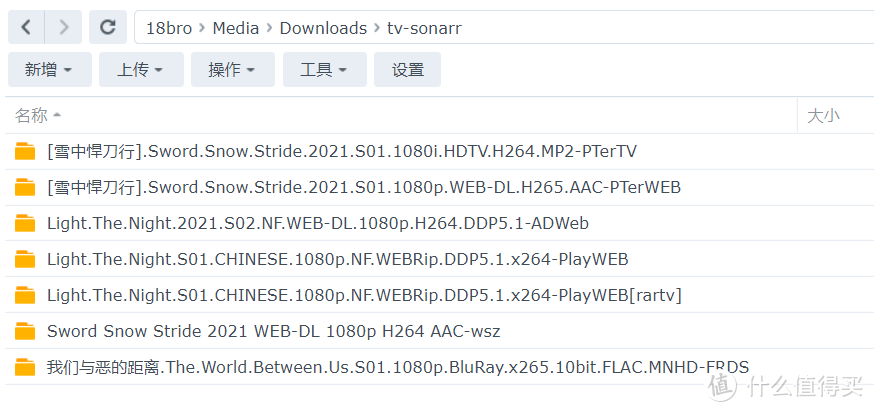 18bro > Media > Downloads > tv-sonarr
新增 上传 操作 工具 设置
名称 大小
[雪中悍刀行].Sword.Snow.Stride.2021.S01.1080i.HDTV.H264.MP2-PTerTV
[雪中悍刀行].Sword.Snow.Stride.2021.S01.1080p.WEB-DL.H265.AAC-PTerWEB
Light.The.Night.2021.S02.NF.WEB-DL.1080p.H264.DDP5.1-ADWeb
Light.The.Night.S01.CHINESE.1080p.NF.WEBRip.DDP5.1.x264-PlayWEB
Light.The.Night.S01.CHINESE.1080p.NF.WEBRip.DDP5.1.x264-PlayWEB[rartv]
Sword Snow Stride 2021 WEB-DL 1080p H264 AAC-wsz
我们与恶的距离.The.World.Between.Us.S01.1080p.BluRay.x265.10bit.FLAC.MNHD-FRDS
值 什么值得买